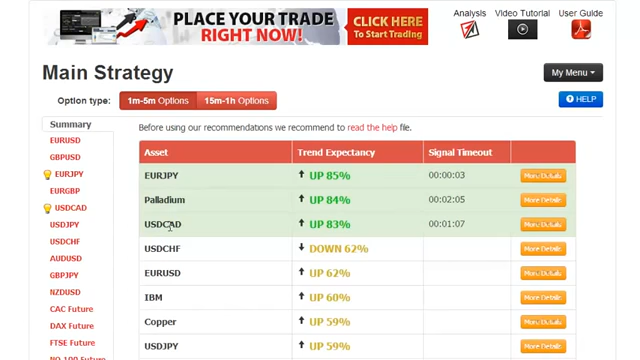 PLACE YOUR TRADE
RIGHT NOW!
CLICK HERE
To Start Trading
Analysis
Video Tutorial
User Guide
Main Strategy
My Menu
Option type:
1m-5m Options
15m-1h Options
HELP
Summary
EURUSD
GBPUSD
EURJPY
EURGBP
USDCAD
USDJPY
USDCHF
AUDUSD
GBPJPY
NZDUSD
CAC Future
DAX Future
FTSE Future
NQ 100 Future
Before using our recommendations we recommend to read the help file.
Asset Trend Expectancy Signal Timeout
EURJPY UP 85% 00:00:03 More Details
Palladium UP 84% 00:02:05 More Details
USDCAD UP 83% 00:01:07 More Details
USDCHF DOWN 62% More Details
EURUSD UP 62% More Details
IBM UP 60% More Details
Copper UP 59% More Details
USDJPY UP 59% More Details